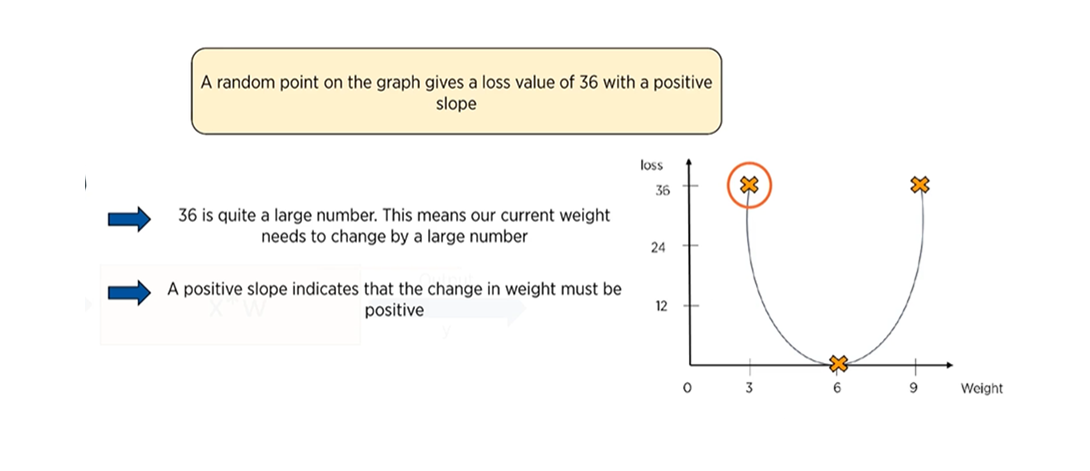 A random point on the graph gives a loss value of 36 with a positive
slope
36 is quite a large number. This means our current weight
needs to change by a large number
A positive slope indicates that the change in weight must be
positive
loss
36
24
12
0 3 6 9 Weight